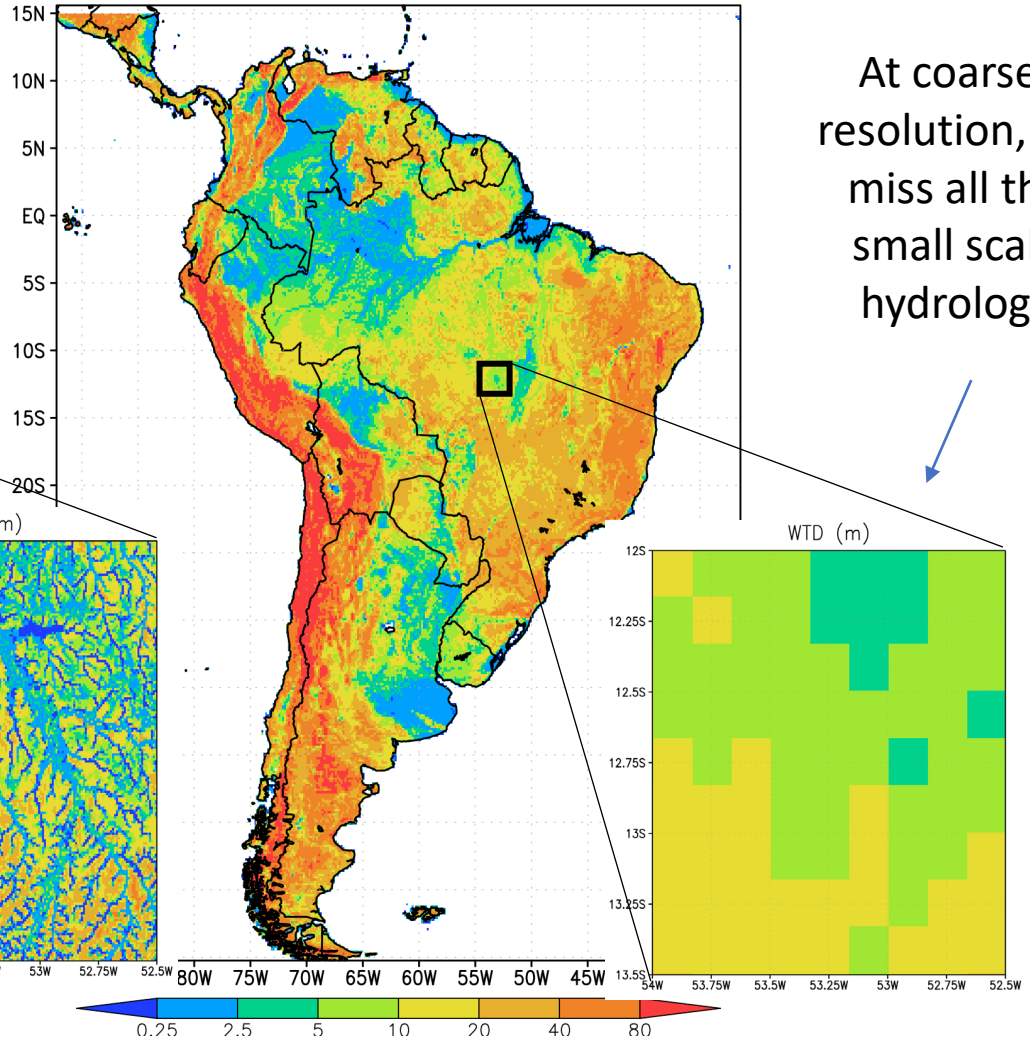 15N
10N
5N
EQ
5S
10S
15S
20S
At coarse
resolution,
miss all th
small scal
hydrolog
m)
53W 52.75W 52.5W
80W 75W 70W 65W 60W 55W 50W 45W
WTD (m)
12S
12.25S
12.5S
12.75S
13S
13.25S
13.5S
54W 53.75W 53.5W 53.25W 53W 52.75W 52.5W
0.25 2.5 5 10 20 40 80